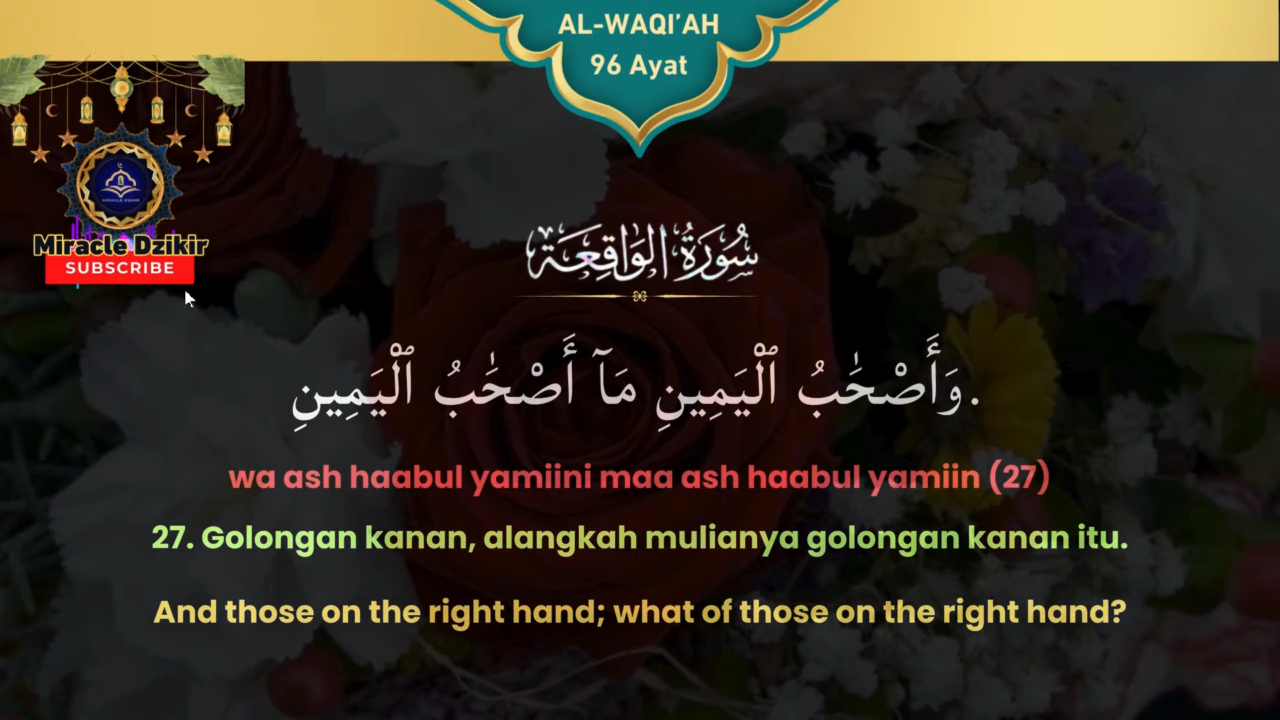 AL-WAQI’AH
96 Ayat
Miracle Dzikir
SUBSCRIBE
سُورَةُ الوَاقِعَة
وَأَصْحَٰبُ ٱلْيَمِينِ مَآ أَصْحَٰبُ ٱلْيَمِينِ.
wa ash haabul yamiini maa ash haabul yamiin (27)
27. Golongan kanan, alangkah mulianya golongan kanan itu.
And those on the right hand; what of those on the right hand?